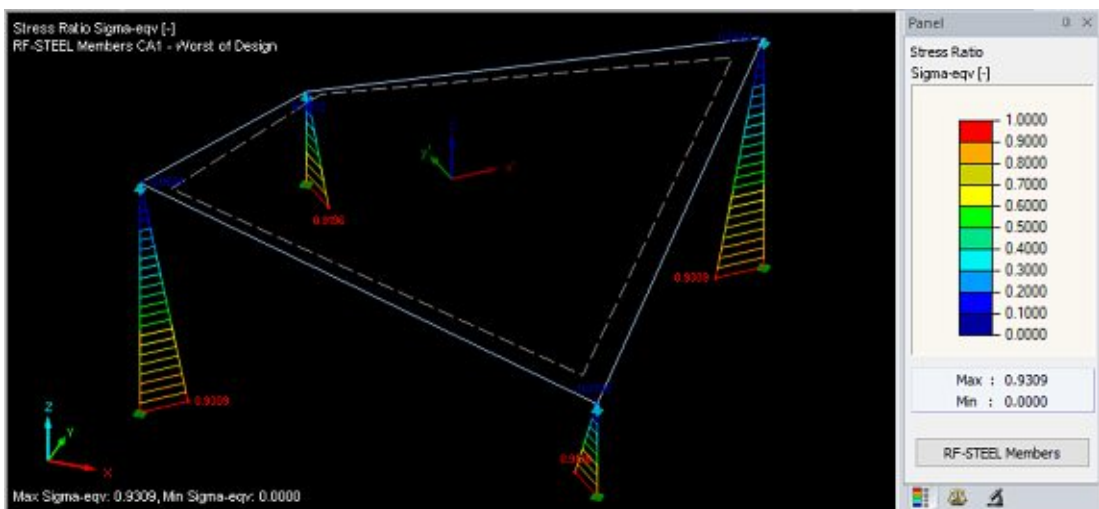 Stress Ratio Sigma-eqv [-]
RF-STEEL Members CA1 - Worst of Design
0.9309
0.9309
Z
Y
X
Max Sigma-eqv: 0.9309, Min Sigma-eqv: 0.0000
Panel
Stress Ratio
Sigma-eqv [-]
1.0000
0.9000
0.8000
0.7000
0.6000
0.5000
0.4000
0.3000
0.2000
0.1000
0.0000
Max : 0.9309
Min : 0.0000
RF-STEEL Members